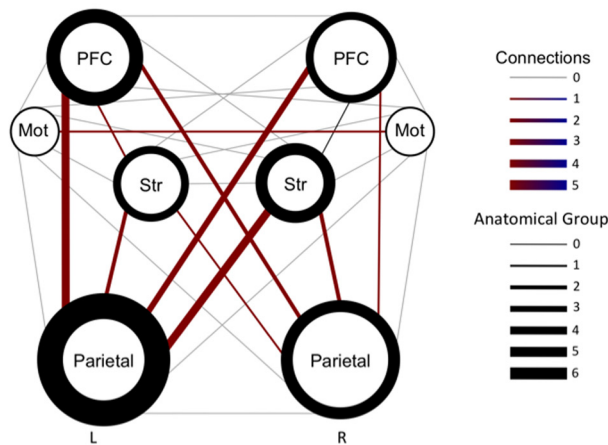 PFC
PFC
Connections
0
1
2
3
4
5
Mot
Mot
Str
Str
Anatomical Group
0
1
2
3
4
5
6
Parietal
Parietal
L
R